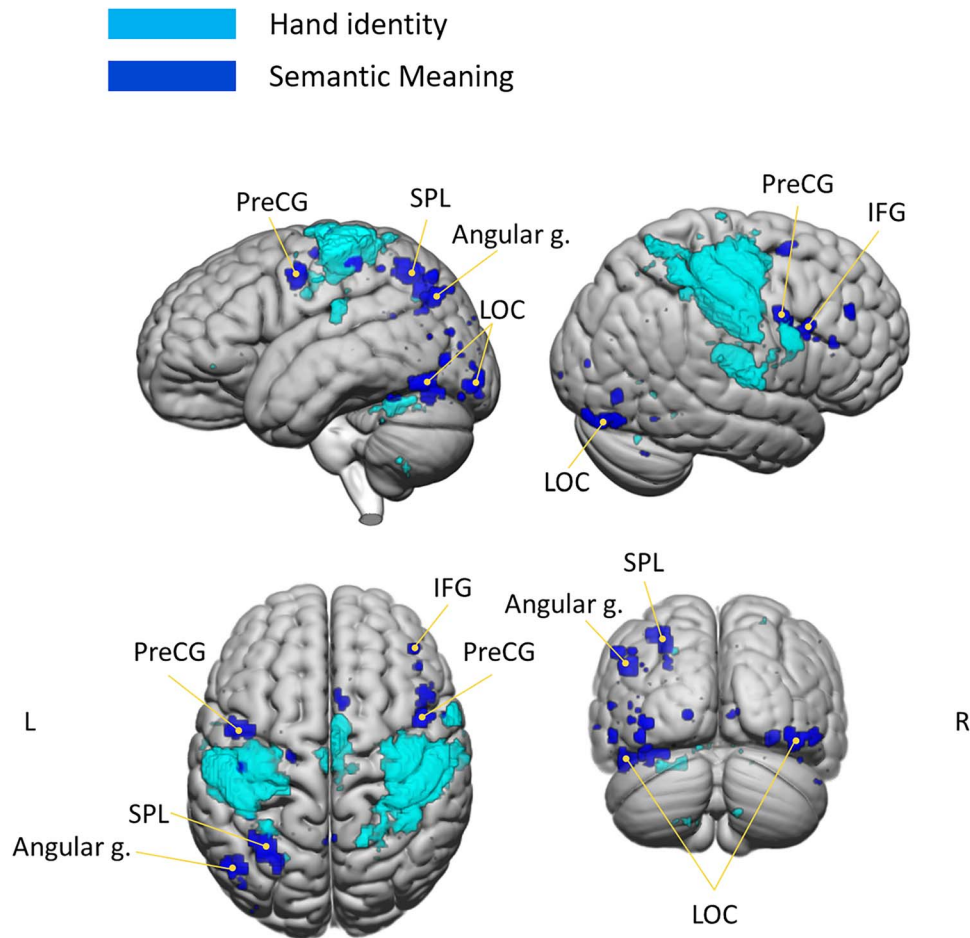 Hand identity
Semantic Meaning
PreCG
SPL
Angular g.
LOC
PreCG
IFG
LOC
IFG
PreCG
PreCG
L
SPL
Angular g.
SPL
Angular g.
R
LOC